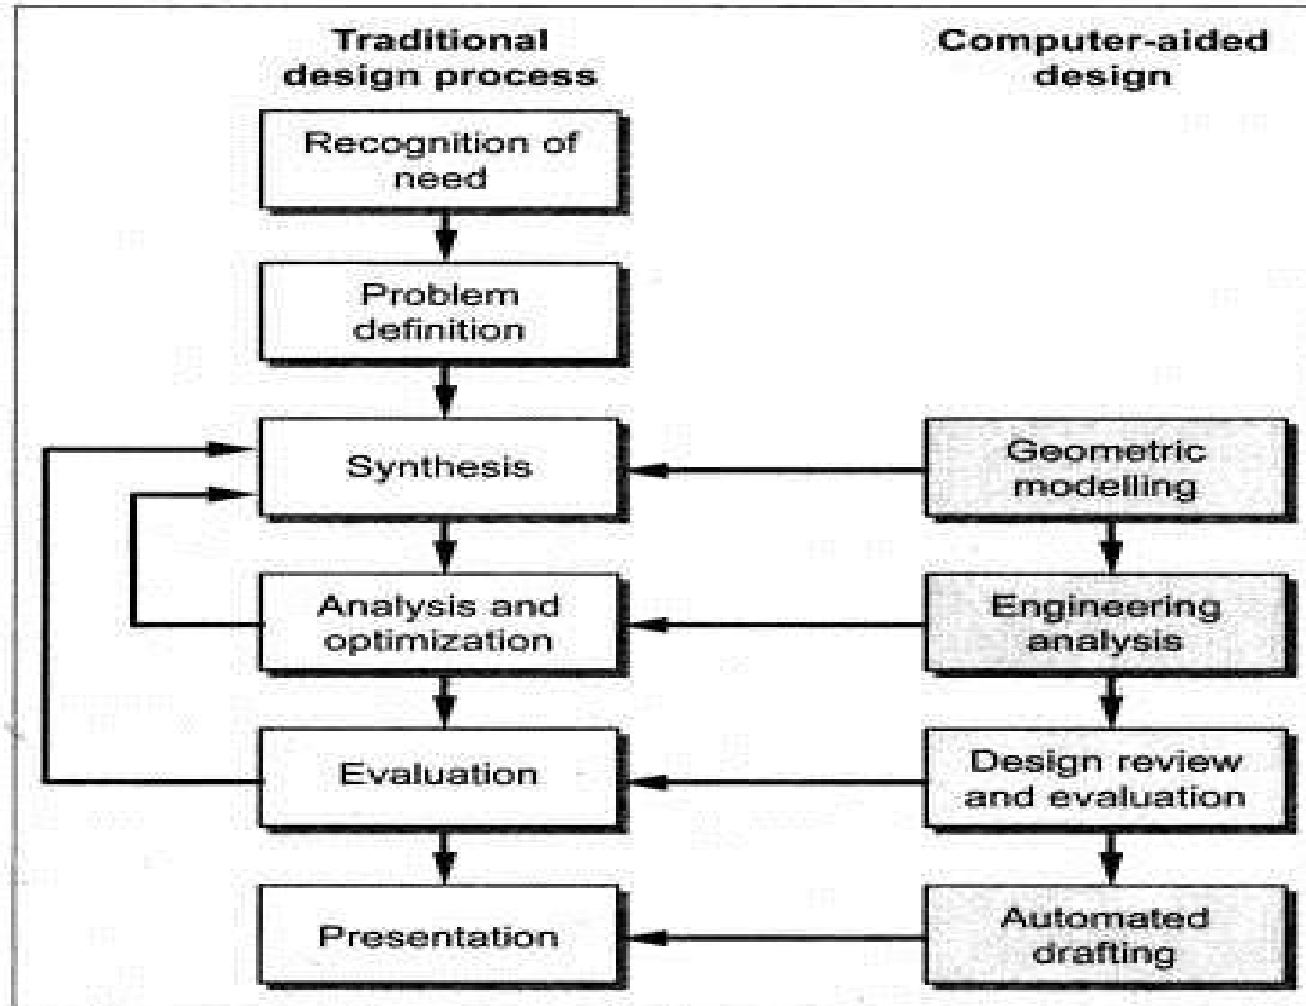 Traditional
design process
Computer-aided
design
Recognition of
need
Problem
definition
Synthesis
Geometric
modelling
Analysis and
optimization
Engineering
analysis
Evaluation
Design review
and evaluation
Presentation
Automated
drafting